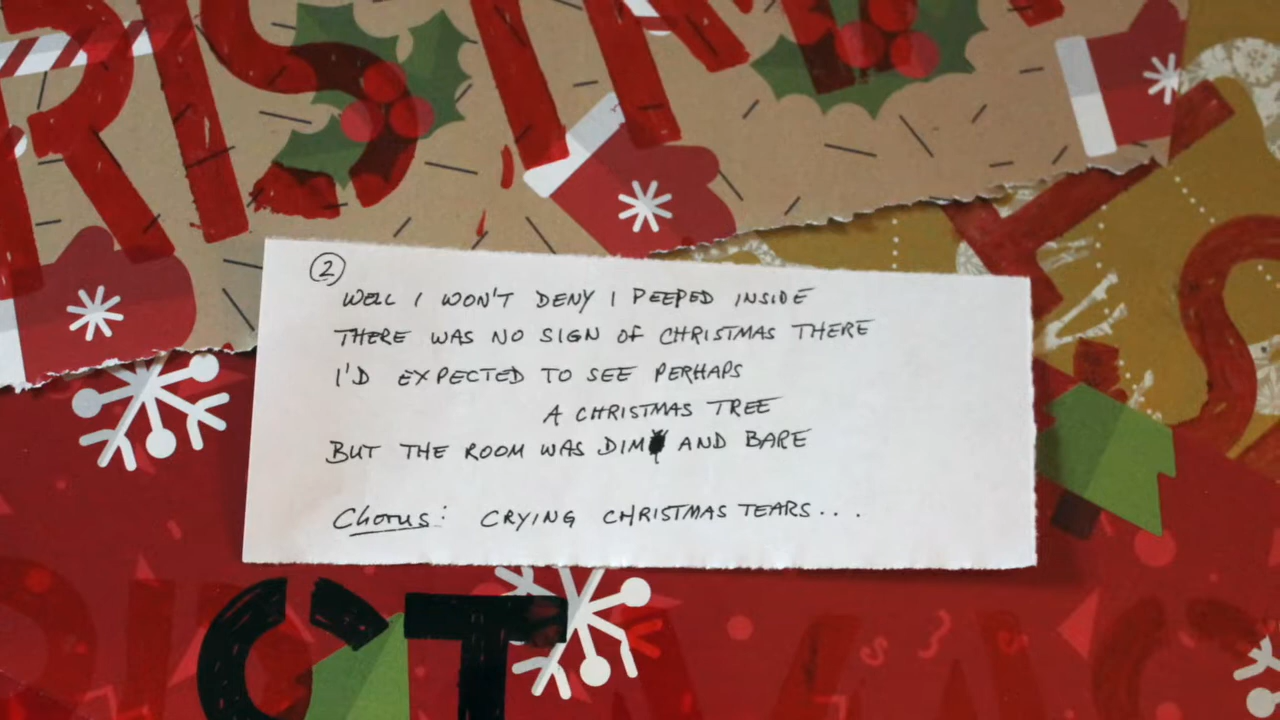 RISTM
②
WELL I WON'T DENY I PEEPED INSIDE
THERE WAS NO SIGN OF CHRISTMAS THERE
I'D EXPECTED TO SEE PERHAPS
A CHRISTMAS TREE
BUT THE ROOM WAS DIM AND BARE
Chorus: CRYING CHRISTMAS TEARS...